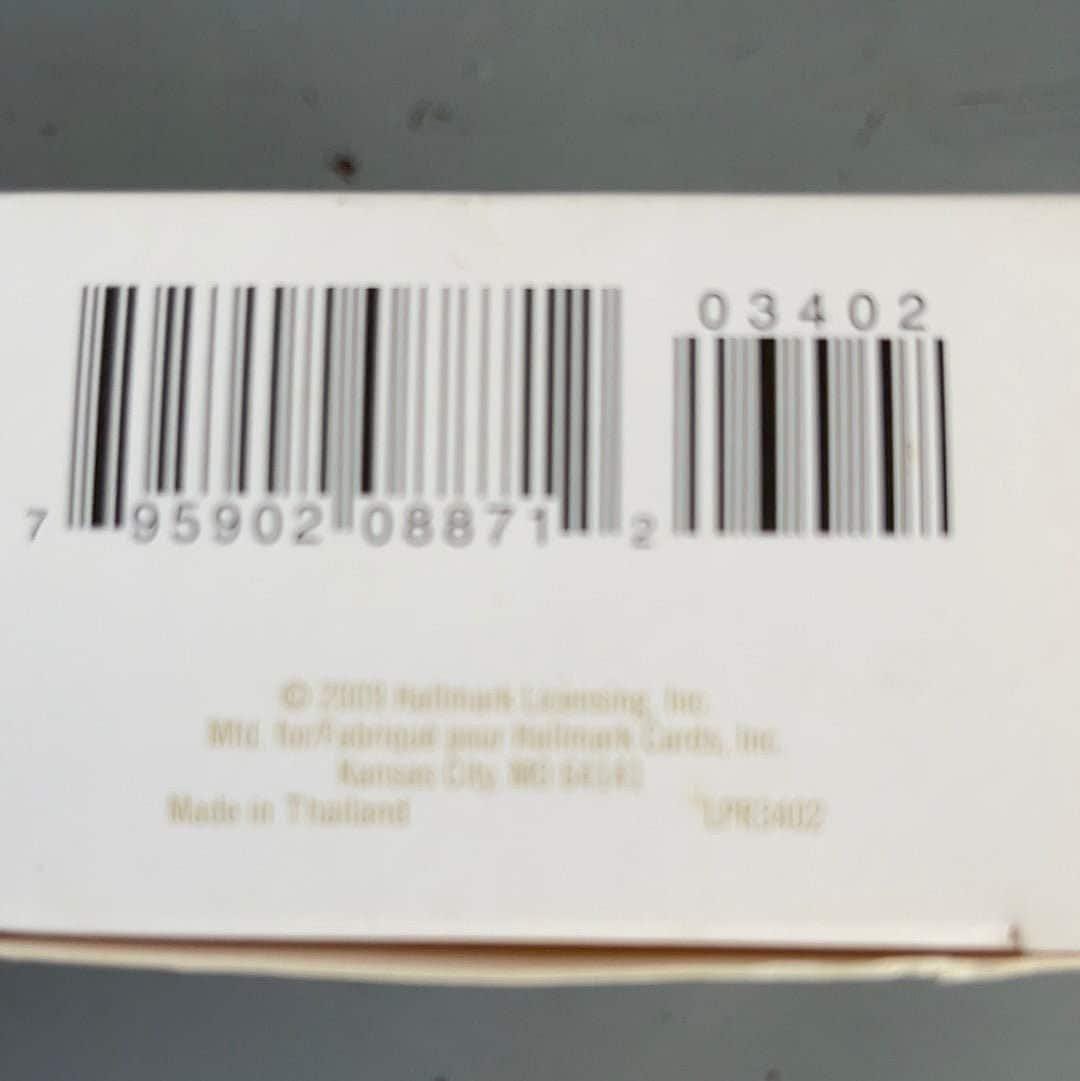 03402
7 95902 08871 2
© 2009 Hallmark Licensing, Inc.
Mfd. for/Fabriqué pour Hallmark Cards, Inc.
Kansas City, MO 64141
Made in Thailand
LPR3402